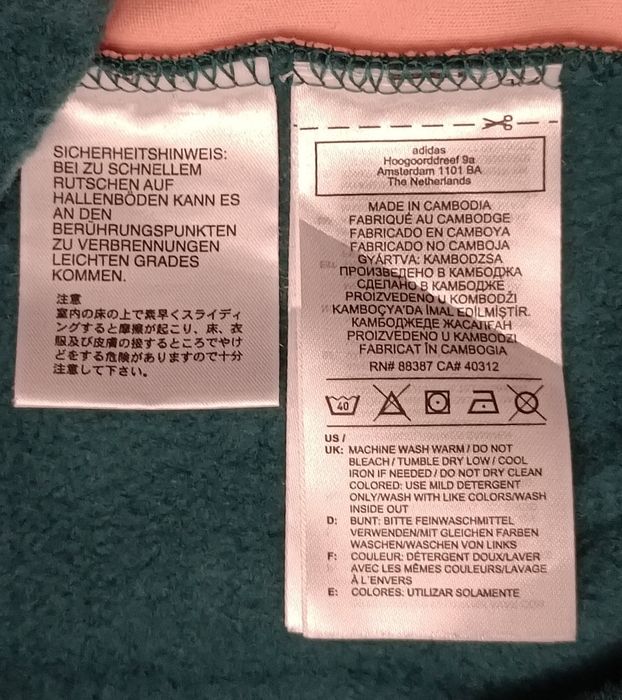 SICHERHEITSHINWEIS:
BEI ZU SCHNELLEM
RUTSCHEN AUF
HALLENBÖDEN KANN ES
AN DEN
BERÜHRUNGSPUNKTEN
ZU VERBRENNUNGEN
LEICHTEN GRADES
KOMMEN.
注意
室内の床の上で素早くスライディ
ングすると摩擦が起こり、床、衣
服及び皮膚の接するところでやけ
どをする危険がありますので十分
注意して下さい。
adidas
Hoogoorddreef 9a
Amsterdam 1101 BA
The Netherlands
MADE IN CAMBODIA
FABRIQUÉ AU CAMBODGE
FABRICADO EN CAMBOYA
FABRICADO NO CAMBOJA
GYÁRTVA: KAMBODZSA
ПРОИЗВЕДЕНО В КАМБОДЖА
СДЕЛАНО В КАМБОДЖЕ
PROIZVEDENO U KOMBODŽI
KAMBOÇYA'DA İMAL EDİLMİŞTİR.
КАМБОДЖЕДЕ ЖАСАЛҒАН
PROIZVEDENO U KAMBODZI
FABRICAT ÎN CAMBOGIA
RN# 88387 CA# 40312
40
US /
UK: MACHINE WASH WARM / DO NOT
BLEACH / TUMBLE DRY LOW / COOL
IRON IF NEEDED / DO NOT DRY CLEAN
COLORED: USE MILD DETERGENT
ONLY/WASH WITH LIKE COLORS/WASH
INSIDE OUT
D: BUNT: BITTE FEINWASCHMITTEL
VERWENDEN/MIT GLEICHEN FARBEN
WASCHEN/WASCHEN VON LINKS
F: COULEUR: DÉTERGENT DOUX/LAVER
AVEC LES MÊMES COULEURS/LAVAGE
À L'ENVERS
E: COLORES: UTILIZAR SOLAMENTE